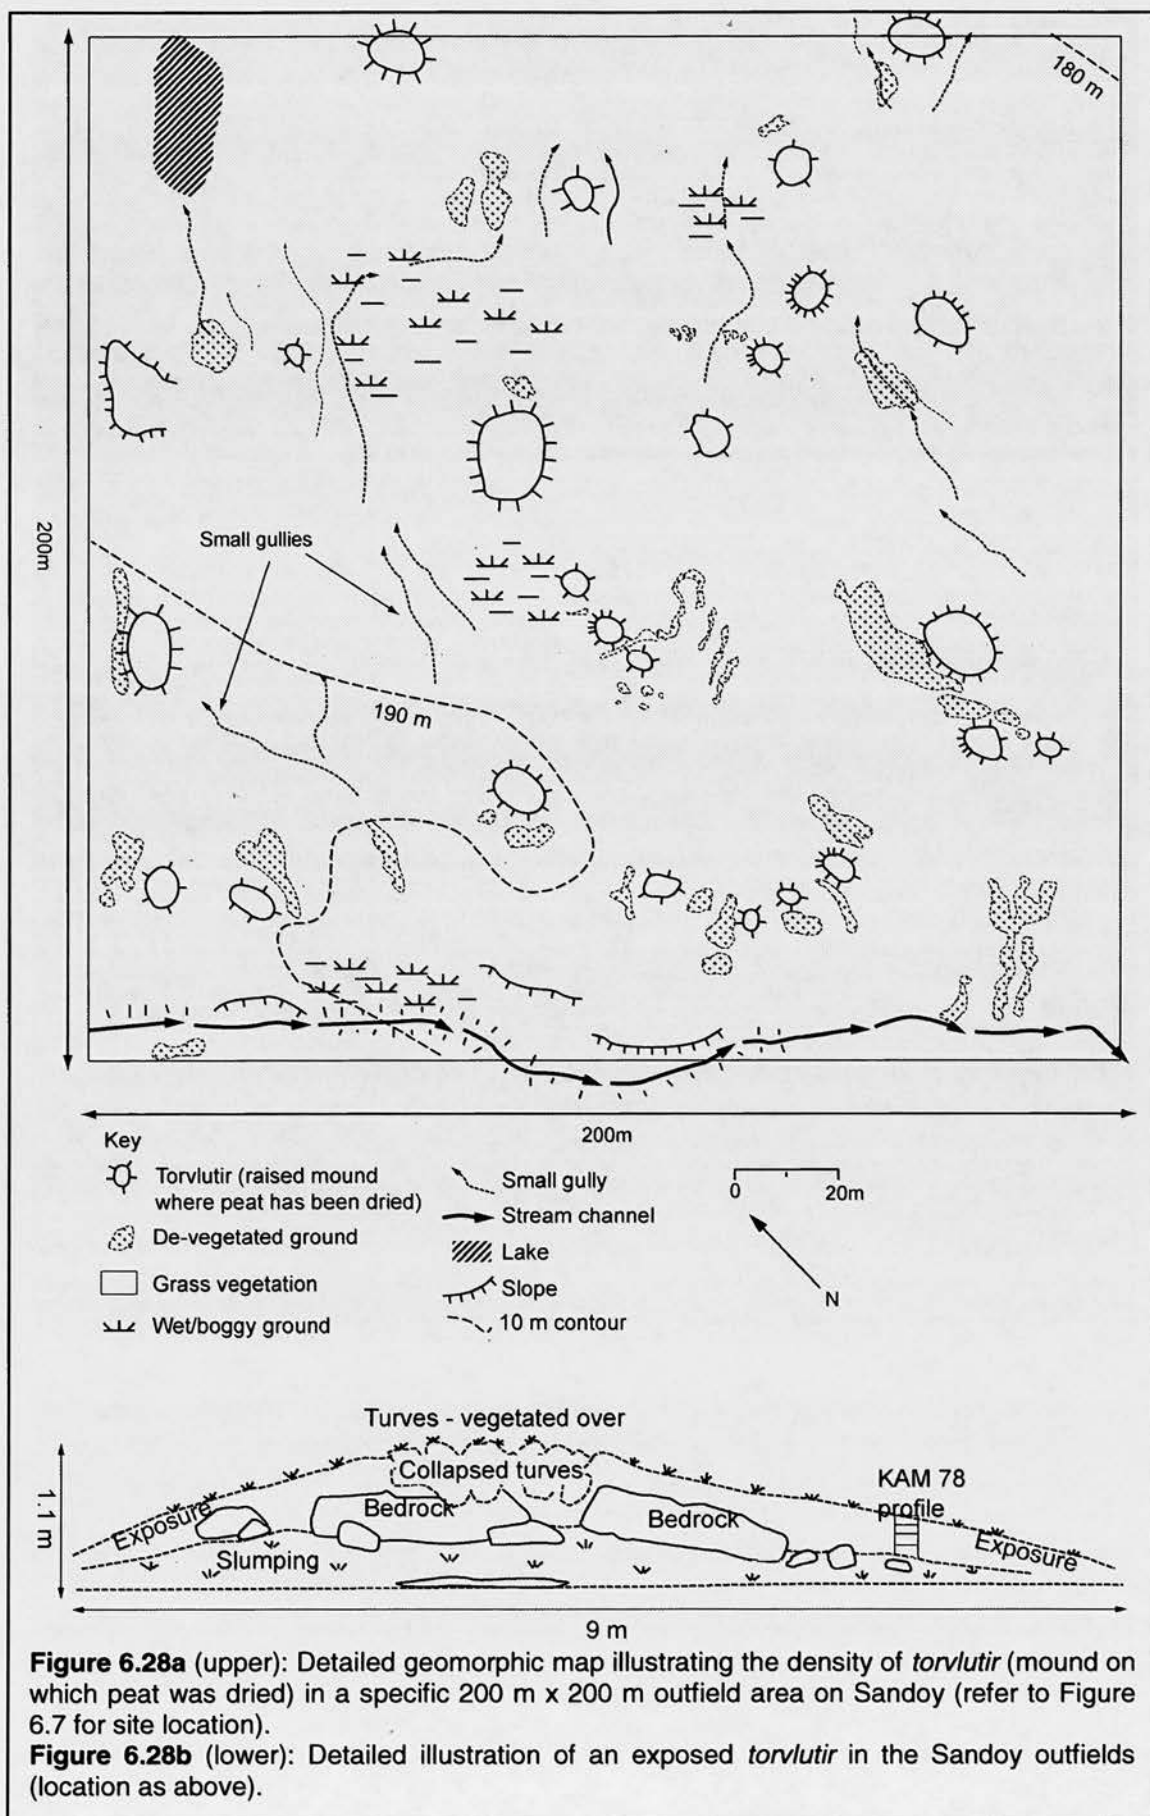 180 m
200m
Small gullies
190 m
200m
Key
Torvlutir (raised mound
where peat has been dried)
De-vegetated ground
Grass vegetation
Wet/boggy ground
Small gully
Stream channel
Lake
Slope
10 m contour
0 20m
N
Turves - vegetated over
Collapsed turves
KAM 78
profile
Bedrock
Bedrock
Exposure
Exposure
Slumping
1.1 m
9 m
Figure 6.28a (upper): Detailed geomorphic map illustrating the density of torvlutir (mound on
which peat was dried) in a specific 200 m x 200 m outfield area on Sandoy (refer to Figure
6.7 for site location).
Figure 6.28b (lower): Detailed illustration of an exposed torvlutir in the Sandoy outfields
(location as above).